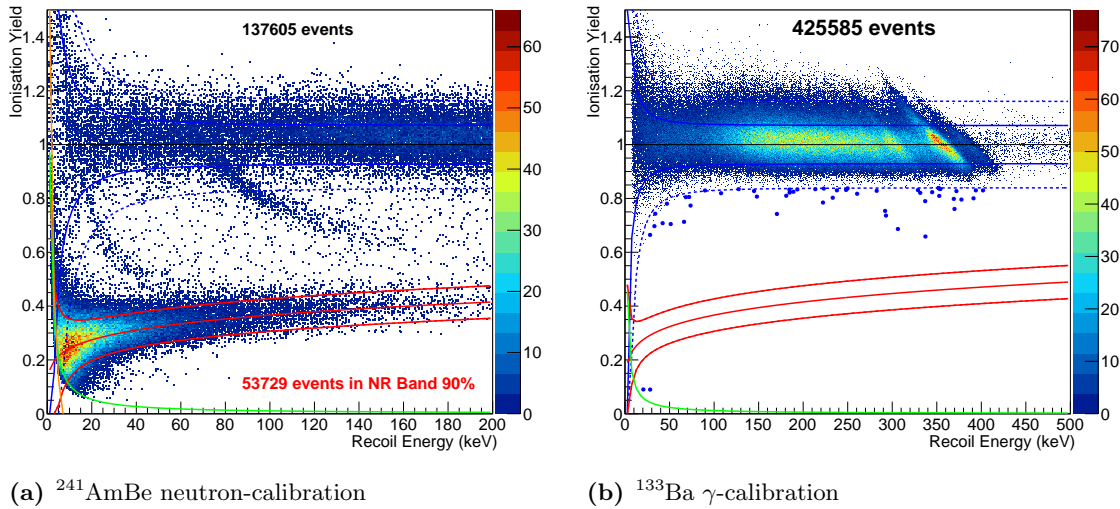 137605 events
Ionisation Yield
1.4
1.2
1
0.8
0.6
0.4
0.2
0
53729 events in NR Band 90%
0 20 40 60 80 100 120 140 160 180 200
Recoil Energy (keV)
60
50
40
30
20
10
0
(a) ²⁴¹AmBe neutron-calibration
425585 events
Ionisation Yield
1.4
1.2
1
0.8
0.6
0.4
0.2
0
0 50 100 150 200 250 300 350 400 450 500
Recoil Energy (keV)
70
60
50
40
30
20
10
0
(b) ¹³³Ba γ-calibration